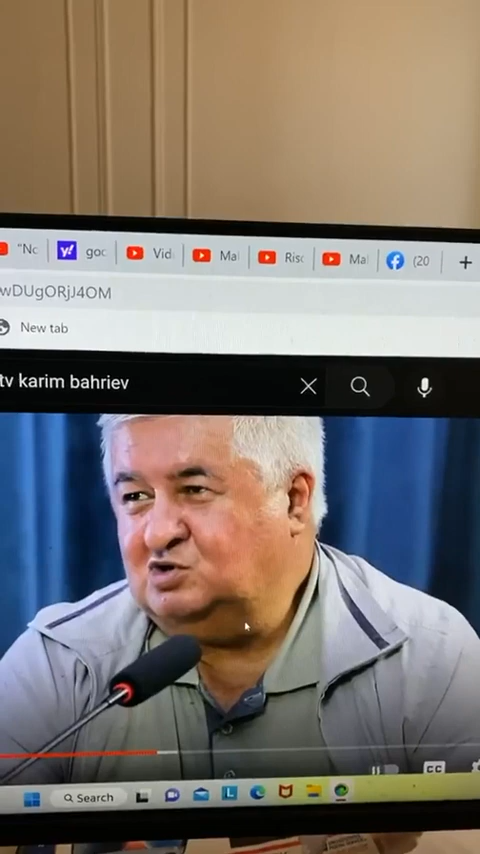 "Nc
goc
Vid
Mal
Risc
Mal
(20
wDUgORjJ4OM
New tab
tv karim bahriev
CC
Search